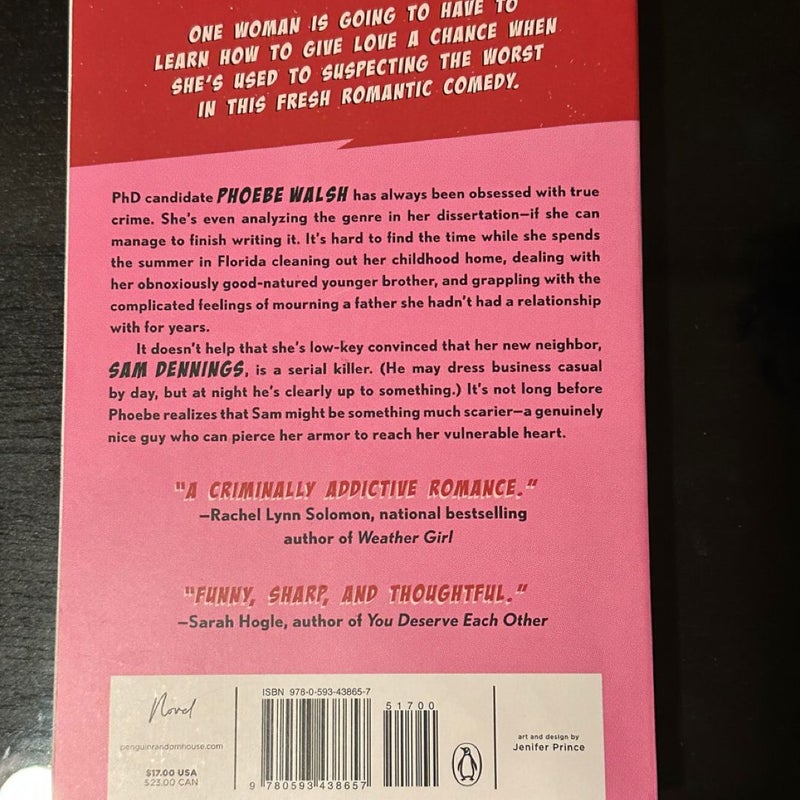 ONE WOMAN IS GOING TO HAVE TO
LEARN HOW TO GIVE LOVE A CHANCE WHEN
SHE'S USED TO SUSPECTING THE WORST
IN THIS FRESH ROMANTIC COMEDY.
PhD candidate PHOEBE WALSH has always been obsessed with true
crime. She's even analyzing the genre in her dissertation—if she can
manage to finish writing it. It's hard to find the time while she spends
the summer in Florida cleaning out her childhood home, dealing with
her obnoxiously good-natured younger brother, and grappling with the
complicated feelings of mourning a father she hadn't had a relationship
with for years.
It doesn't help that she's low-key convinced that her new neighbor,
SAM DENNINGS, is a serial killer. (He may dress business casual
by day, but at night he's clearly up to something.) It's not long before
Phoebe realizes that Sam might be something much scarier—a genuinely
nice guy who can pierce her armor to reach her vulnerable heart.
"A CRIMINALLY ADDICTIVE ROMANCE."
—Rachel Lynn Solomon, national bestselling
author of Weather Girl
"FUNNY, SHARP, AND THOUGHTFUL."
—Sarah Hogle, author of You Deserve Each Other
Novel
penguinrandomhouse.com
$17.00 USA
$23.00 CAN
ISBN 978-0-593-43865-7
51700
9 780593 438657
art and design by
Jenifer Prince